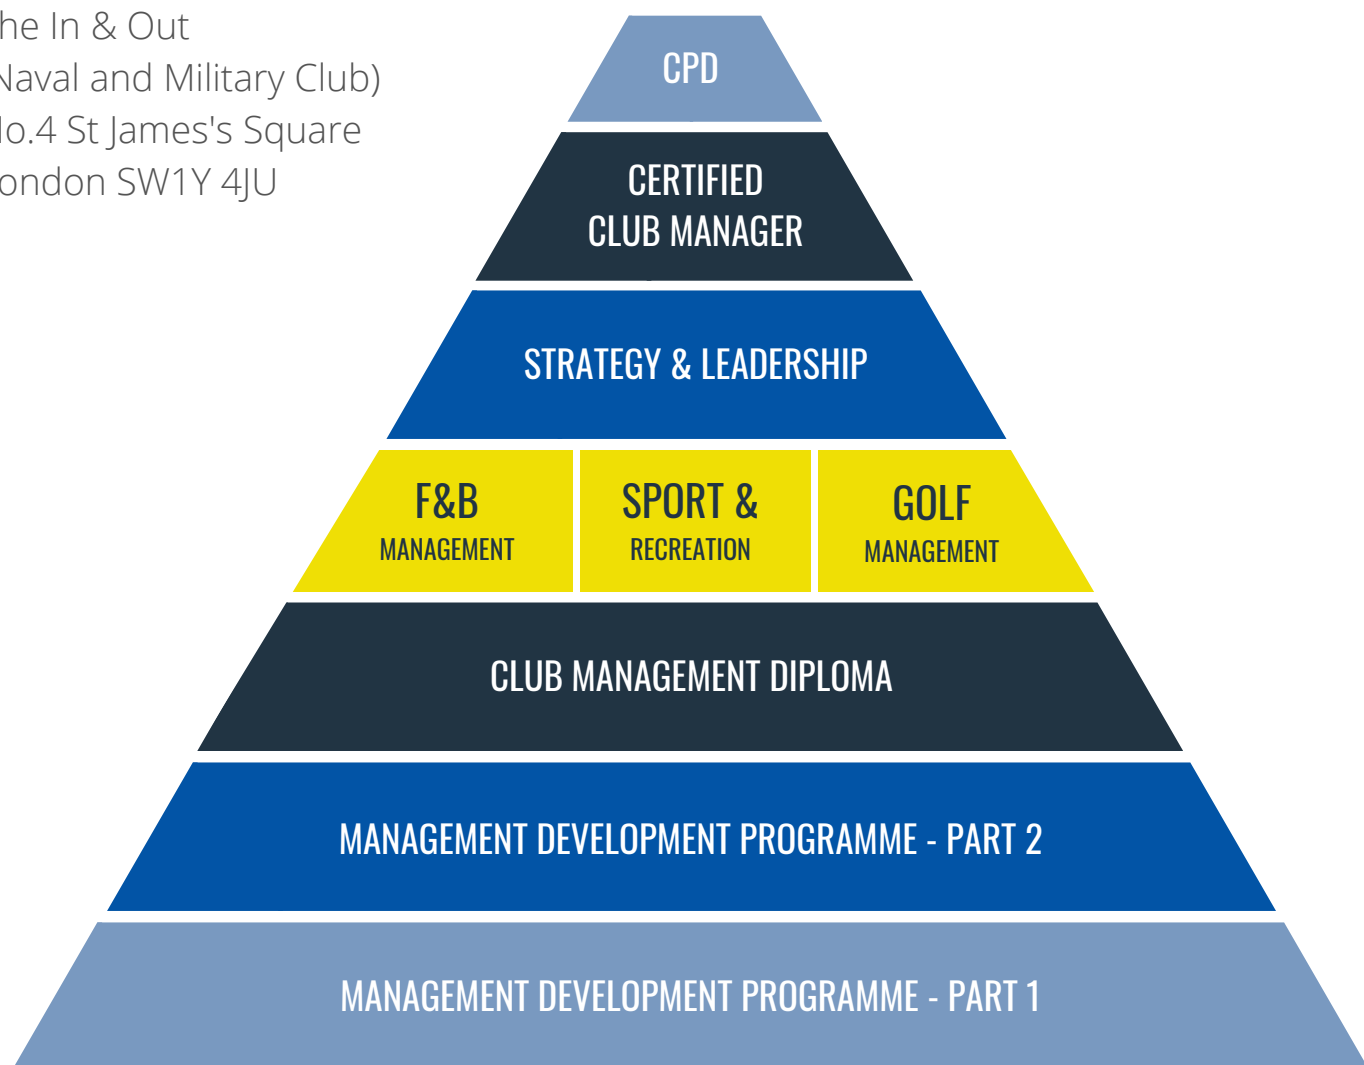 he In & Out
Naval and Military Club)
o.4 St James's Square
ondon SW1Y 4JU
CPD
CERTIFIED
CLUB MANAGER
STRATEGY & LEADERSHIP
F&B
MANAGEMENT
SPORT &
RECREATION
GOLF
MANAGEMENT
CLUB MANAGEMENT DIPLOMA
MANAGEMENT DEVELOPMENT PROGRAMME - PART 2
MANAGEMENT DEVELOPMENT PROGRAMME - PART 1